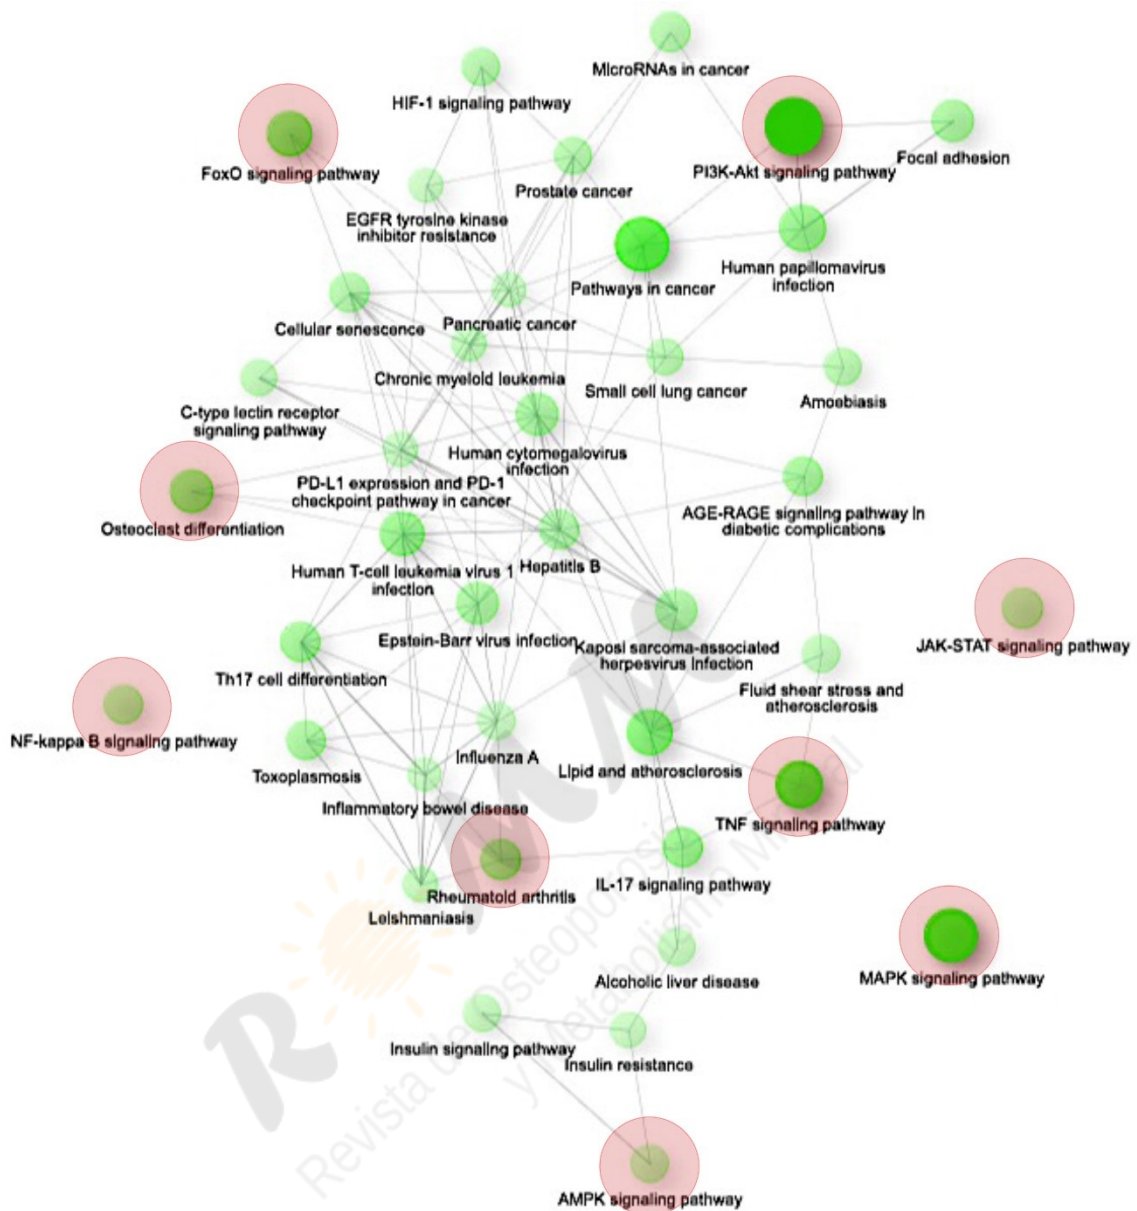 MicroRNAs in cancer
HIF-1 signaling pathway
FoxO signaling pathway
PI3K-Akt signaling pathway
Focal adhesion
Prostate cancer
EGFR tyrosine kinase
inhibitor resistance
Human papillomavirus
infection
Pathways in cancer
Cellular senescence
Pancreatic cancer
Chronic myeloid leukemia
Small cell lung cancer
Amoebiasis
C-type lectin receptor
signaling pathway
Human cytomegalovirus
infection
PD-L1 expression and PD-1
checkpoint pathway in cancer
AGE-RAGE signaling pathway in
diabetic complications
Osteoclast differentiation
Human T-cell leukemia virus 1
infection
Hepatitis B
Epstein-Barr virus infection
Kaposi sarcoma-associated
herpesvirus infection
JAK-STAT signaling pathway
Th17 cell differentiation
Fluid shear stress and
atherosclerosis
NF-kappa B signaling pathway
Influenza A
Lipid and atherosclerosis
Toxoplasmosis
Inflammatory bowel disease
TNF signaling pathway
IL-17 signaling pathway
Rheumatoid arthritis
Leishmaniasis
MAPK signaling pathway
Alcoholic liver disease
Insulin signaling pathway
Insulin resistance
AMPK signaling pathway
Revista de Osteoporosis
y Metabolismo Mineral